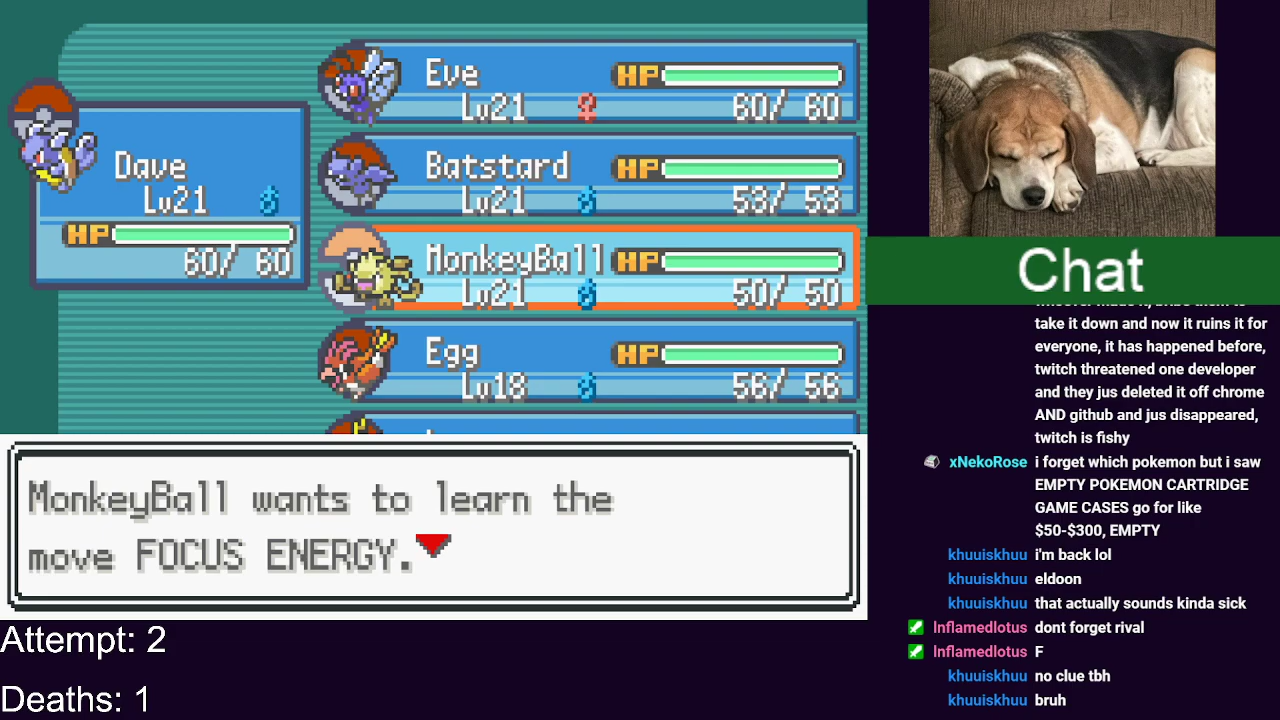 Eve
HP
Lv21 ♀ 60/ 60
Dave
Lv21 ♂
HP
60/ 60
Batstard
HP
Lv21 ♂ 53/ 53
MonkeyBall
HP
Lv21 ♂ 50/ 50
Egg
HP
Lv18 ♂ 56/ 56
MonkeyBall wants to learn the
move FOCUS ENERGY.
Attempt: 2
Deaths: 1
Chat
take it down and now it ruins it for
everyone, it has happened before,
twitch threatened one developer
and they jus deleted it off chrome
AND github and jus disappeared,
twitch is fishy
xNekoRose i forget which pokemon but i saw
EMPTY POKEMON CARTRIDGE
GAME CASES go for like
$50-$300, EMPTY
khuuiskhuu i'm back lol
khuuiskhuu eldoon
khuuiskhuu that actually sounds kinda sick
Inflamedlotus dont forget rival
Inflamedlotus F
khuuiskhuu no clue tbh
khuuiskhuu bruh